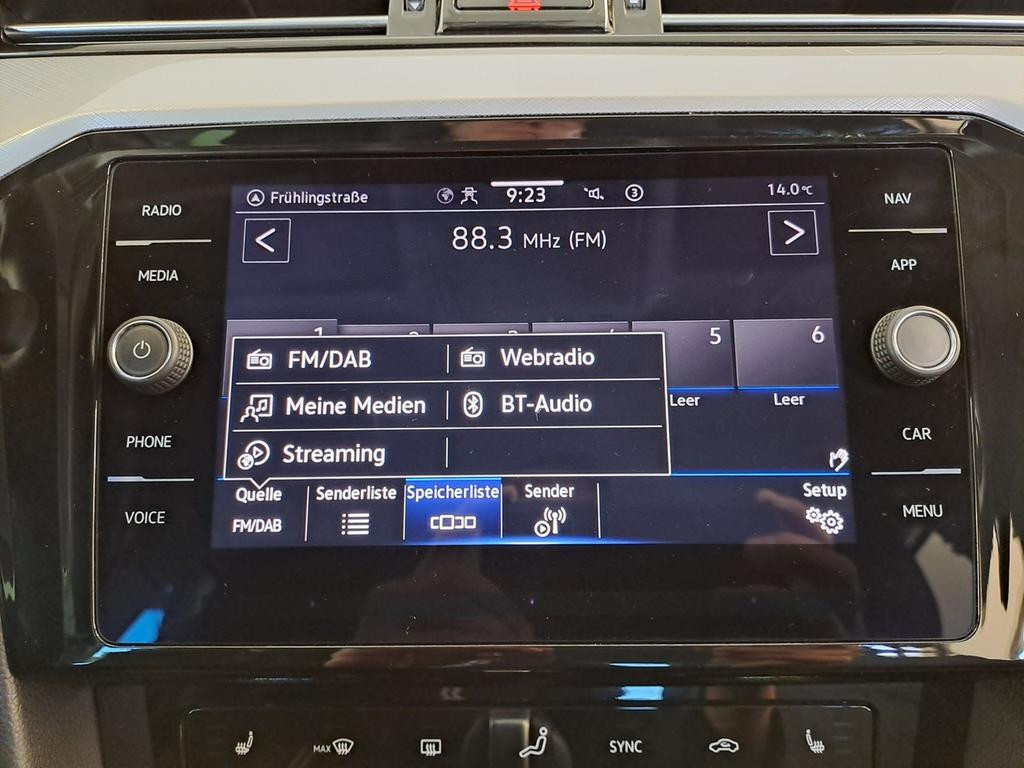 Frühlingstraße 9:23 3 14.0°C
RADIO
NAV
88.3 MHz (FM)
MEDIA
APP
1 5 6
FM/DAB Webradio
Meine Medien BT-Audio
Leer Leer
Streaming
PHONE
CAR
Quelle Senderliste Speicherliste Sender Setup
FM/DAB
VOICE
MENU
MAX SYNC